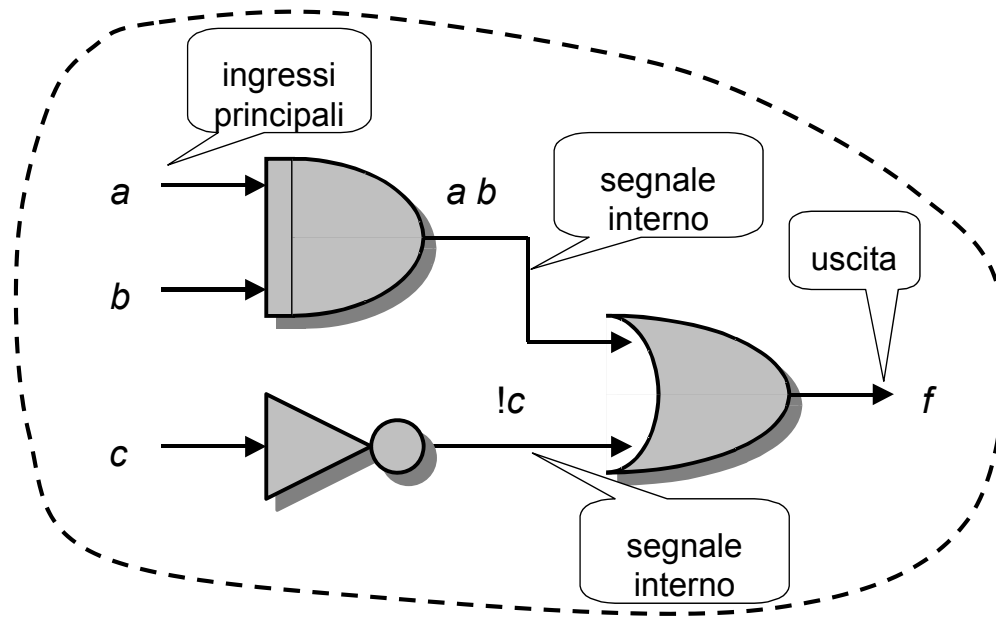 ingressi
principali
a
a b
segnale
interno
uscita
b
!c
f
c
segnale
interno